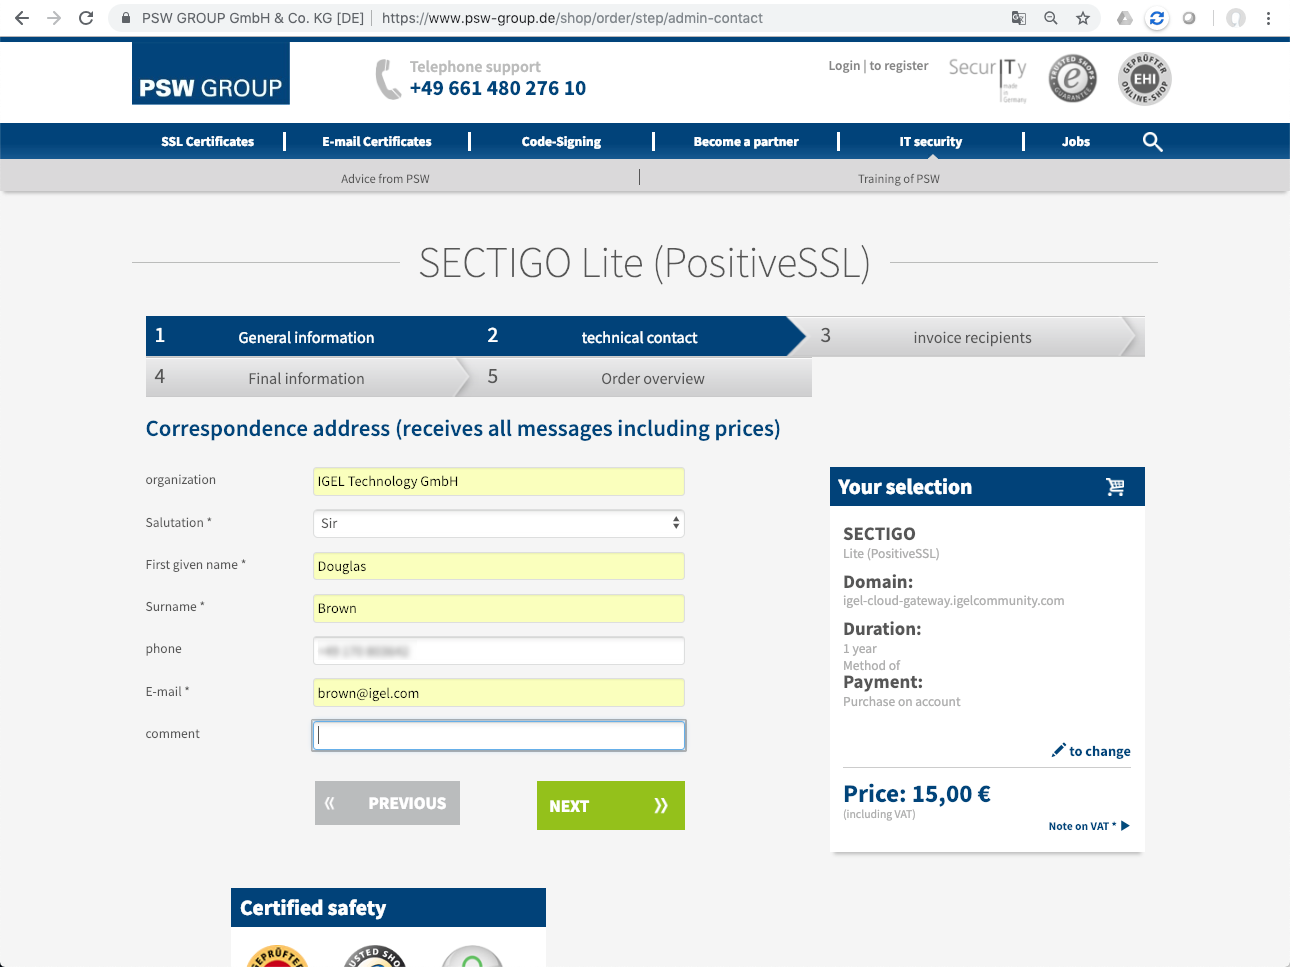 PSW GROUP GmbH & Co. KG [DE] | https://www.psw-group.de/shop/order/step/admin-contact
PSW GROUP
Telephone support
+49 661 480 276 10
Login | to register
SecurITy
made
in
Germany
TRUSTED SHOPS
GUARANTEE
GEPRÜFTER
EHI
ONLINE-SHOP
SSL Certificates
E-mail Certificates
Code-Signing
Become a partner
IT security
Jobs
Advice from PSW
Training of PSW
SECTIGO Lite (PositiveSSL)
1 General information
2 technical contact
3 invoice recipients
4 Final information
5 Order overview
Correspondence address (receives all messages including prices)
organization IGEL Technology GmbH
Salutation * Sir
First given name * Douglas
Surname * Brown
phone
E-mail * brown@igel.com
comment
« PREVIOUS
NEXT »
Your selection
SECTIGO
Lite (PositiveSSL)
Domain:
igel-cloud-gateway.igelcommunity.com
Duration:
1 year
Method of
Payment:
Purchase on account
to change
Price: 15,00 €
(including VAT)
Note on VAT *
Certified safety
GEPRÜFTE